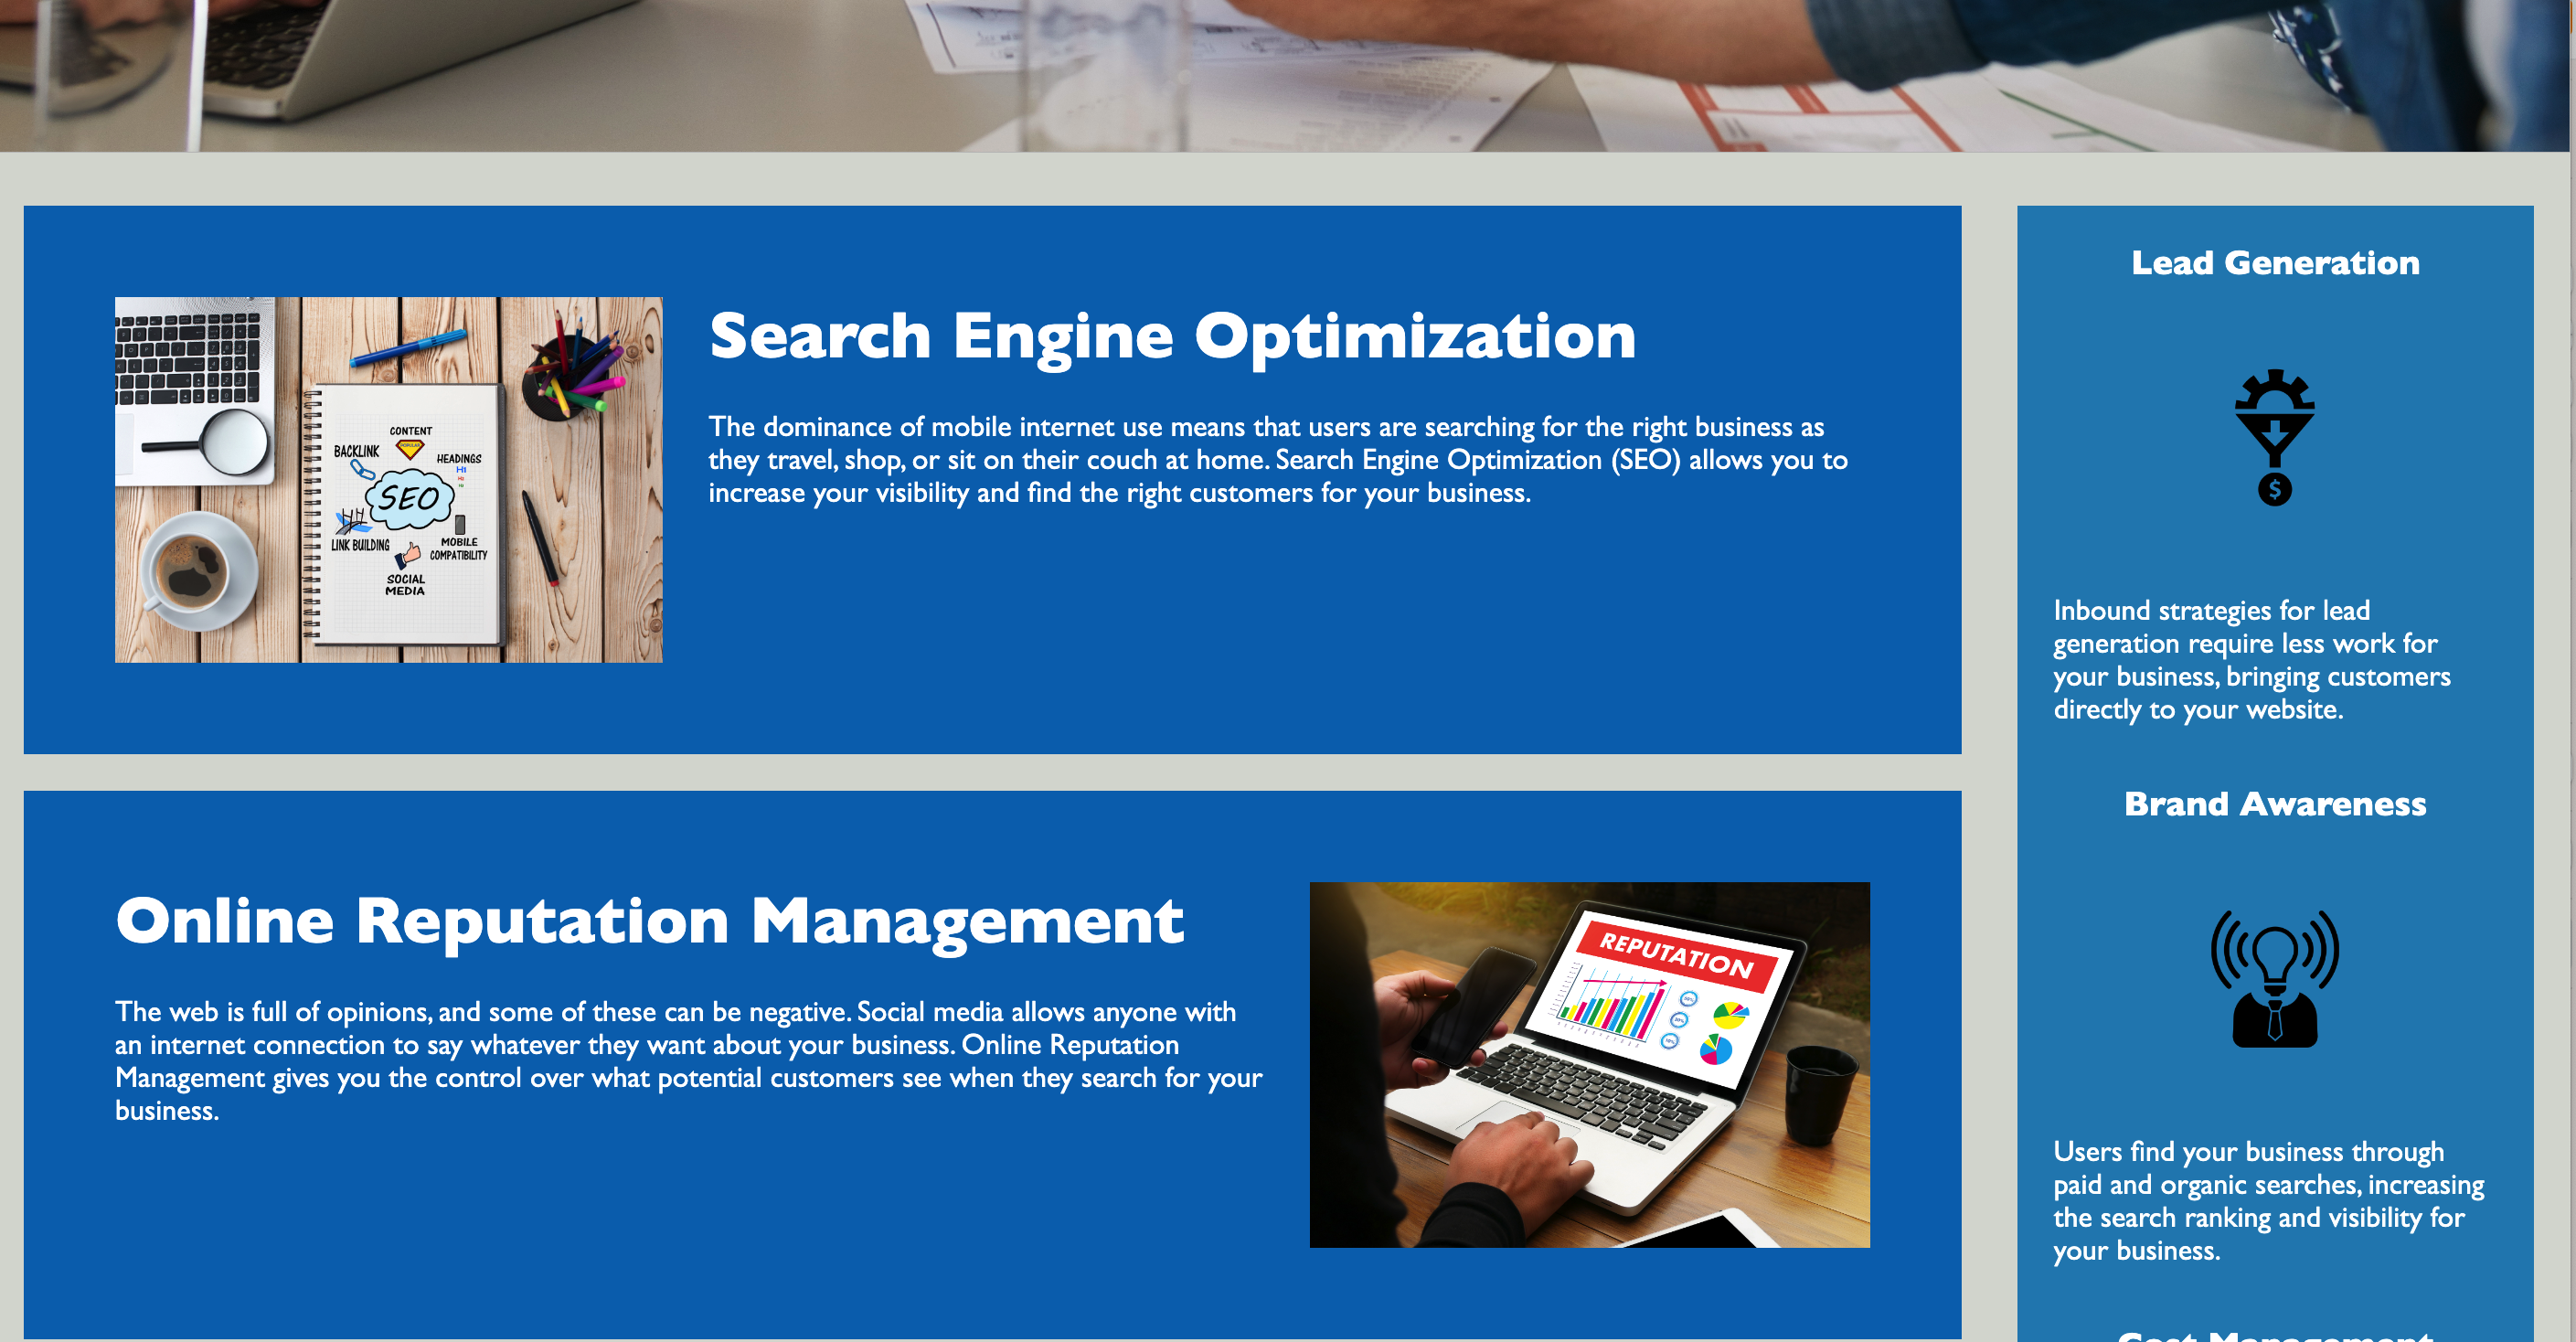 Search Engine Optimization
The dominance of mobile internet use means that users are searching for the right business as
they travel, shop, or sit on their couch at home. Search Engine Optimization (SEO) allows you to
increase your visibility and find the right customers for your business.
CONTENT
BACKLINK
HEADINGS
SEO
LINK BUILDING
MOBILE
COMPATIBILITY
SOCIAL
MEDIA
Online Reputation Management
The web is full of opinions, and some of these can be negative. Social media allows anyone with
an internet connection to say whatever they want about your business. Online Reputation
Management gives you the control over what potential customers see when they search for your
business.
REPUTATION
Lead Generation
$
Inbound strategies for lead
generation require less work for
your business, bringing customers
directly to your website.
Brand Awareness
Users find your business through
paid and organic searches, increasing
the search ranking and visibility for
your business.
Cost Management